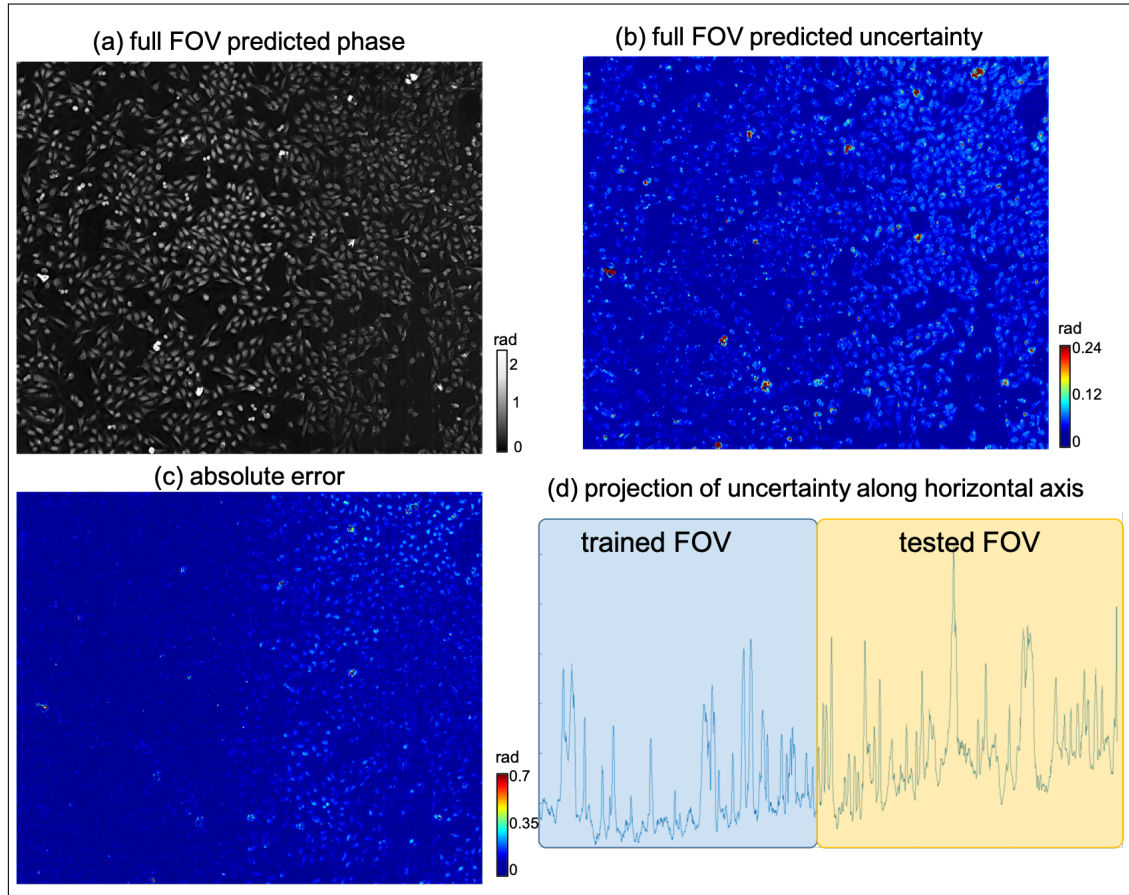 (a) full FOV predicted phase
(b) full FOV predicted uncertainty
rad
2
1
0
rad
0.24
0.12
0
(c) absolute error
(d) projection of uncertainty along horizontal axis
trained FOV
tested FOV
rad
0.7
0.35
0